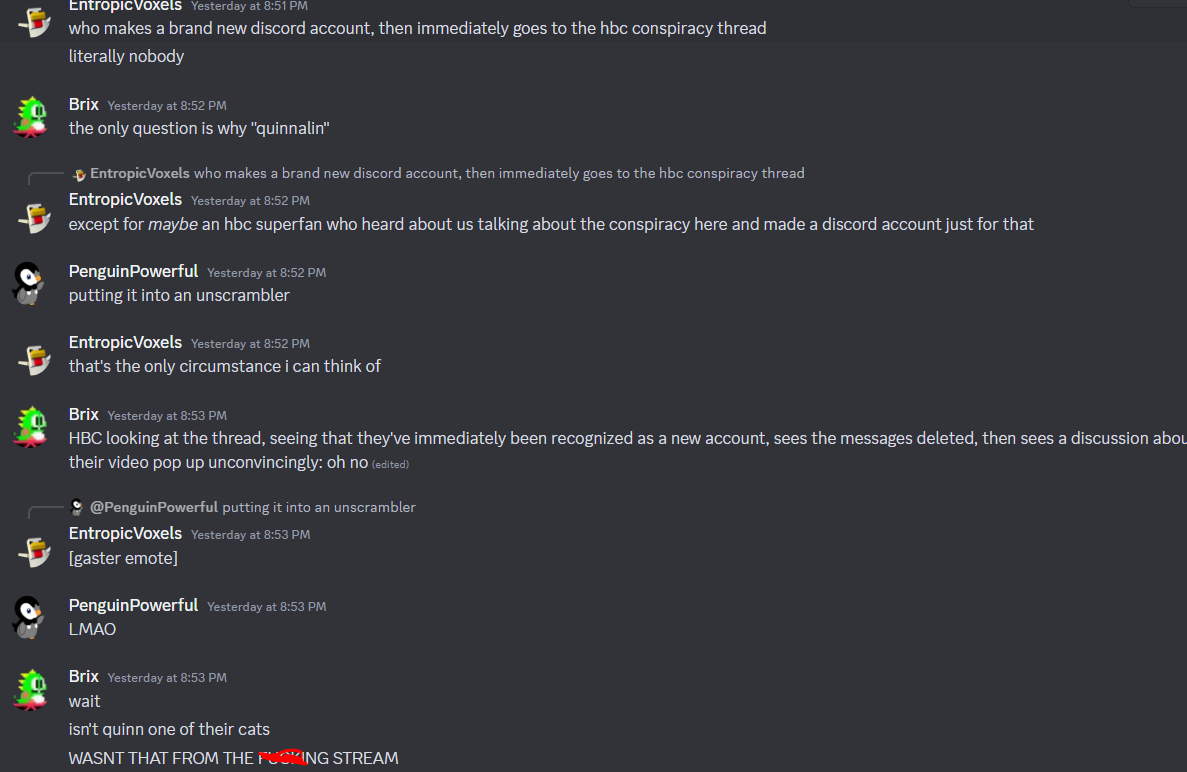 EntropicVoxels Yesterday at 8:51 PM
who makes a brand new discord account, then immediately goes to the hbc conspiracy thread
literally nobody
Brix Yesterday at 8:52 PM
the only question is why "quinnalin"
EntropicVoxels who makes a brand new discord account, then immediately goes to the hbc conspiracy thread
EntropicVoxels Yesterday at 8:52 PM
except for maybe an hbc superfan who heard about us talking about the conspiracy here and made a discord account just for that
PenguinPowerful Yesterday at 8:52 PM
putting it into an unscrambler
EntropicVoxels Yesterday at 8:52 PM
that's the only circumstance i can think of
Brix Yesterday at 8:53 PM
HBC looking at the thread, seeing that they've immediately been recognized as a new account, sees the messages deleted, then sees a discussion abou
their video pop up unconvincingly: oh no (edited)
@PenguinPowerful putting it into an unscrambler
EntropicVoxels Yesterday at 8:53 PM
[gaster emote]
PenguinPowerful Yesterday at 8:53 PM
LMAO
Brix Yesterday at 8:53 PM
wait
isn't quinn one of their cats
WASNT THAT FROM THE ING STREAM